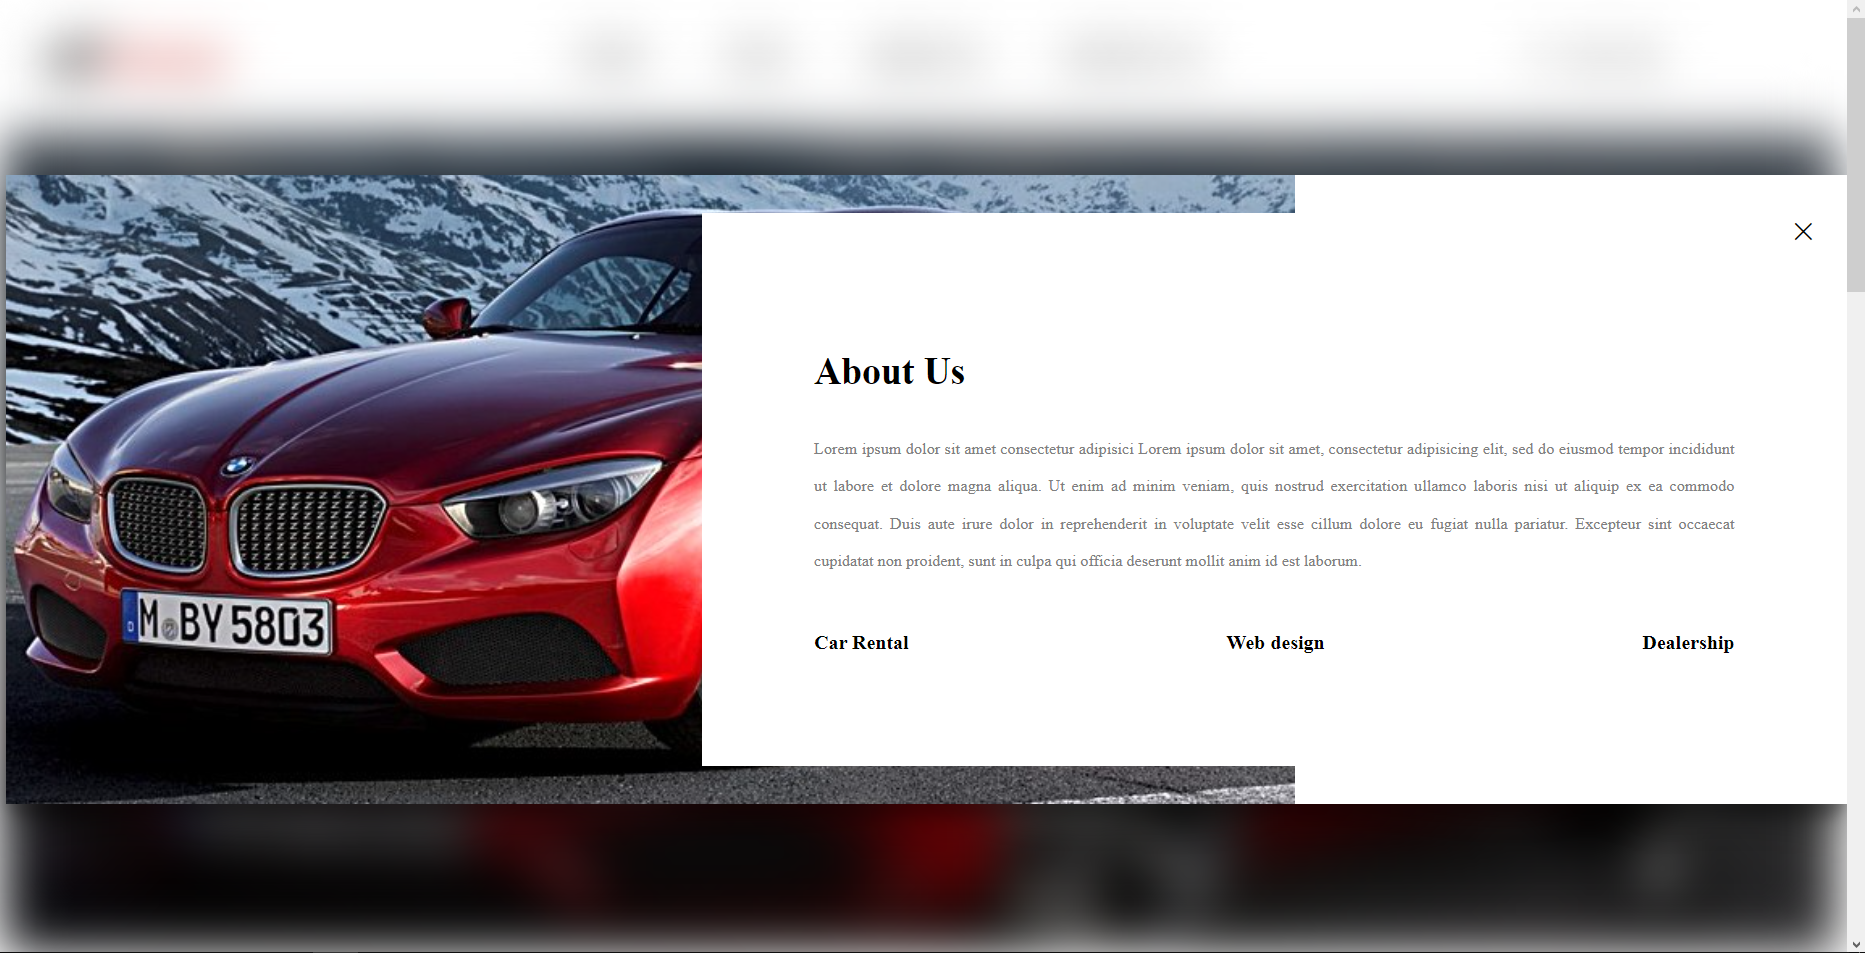 About Us
Lorem ipsum dolor sit amet consectetur adipisici Lorem ipsum dolor sit amet, consectetur adipisicing elit, sed do eiusmod tempor incididunt
ut labore et dolore magna aliqua. Ut enim ad minim veniam, quis nostrud exercitation ullamco laboris nisi ut aliquip ex ea commodo
consequat. Duis aute irure dolor in reprehenderit in voluptate velit esse cillum dolore eu fugiat nulla pariatur. Excepteur sint occaecat
cupidatat non proident, sunt in culpa qui officia deserunt mollit anim id est laborum.
D M BY 5803
Car Rental Web design Dealership